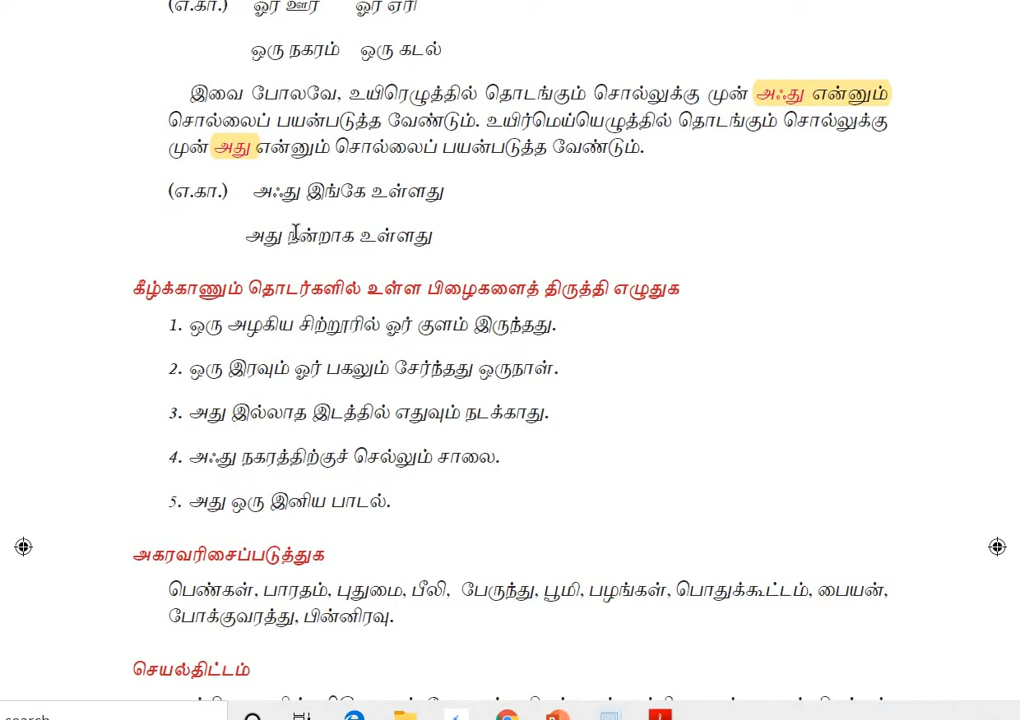 (எ.கா.) ஓர் ஊர் ஓர் ஏரி
ஒரு நகரம் ஒரு கடல்
இவை போலவே, உயிரெழுத்தில் தொடங்கும் சொல்லுக்கு முன் அஃது என்னும்
சொல்லைப் பயன்படுத்த வேண்டும். உயிர்மெய்யெழுத்தில் தொடங்கும் சொல்லுக்கு
முன் அது என்னும் சொல்லைப் பயன்படுத்த வேண்டும்.
(எ.கா.) அஃது இங்கே உள்ளது
அது நன்றாக உள்ளது
கீழ்க்காணும் தொடர்களில் உள்ள பிழைகளைத் திருத்தி எழுதுக
1. ஒரு அழகிய சிற்றூரில் ஓர் குளம் இருந்தது.
2. ஒரு இரவும் ஓர் பகலும் சேர்ந்தது ஒருநாள்.
3. அது இல்லாத இடத்தில் எதுவும் நடக்காது.
4. அஃது நகரத்திற்குச் செல்லும் சாலை.
5. அது ஒரு இனிய பாடல்.
அகரவரிசைப்படுத்துக
பெண்கள், பாரதம், புதுமை, பீலி, பேருந்து, பூமி, பழங்கள், பொதுக்கூட்டம், பையன்,
போக்குவரத்து, பின்னிரவு.
செயல்திட்டம்